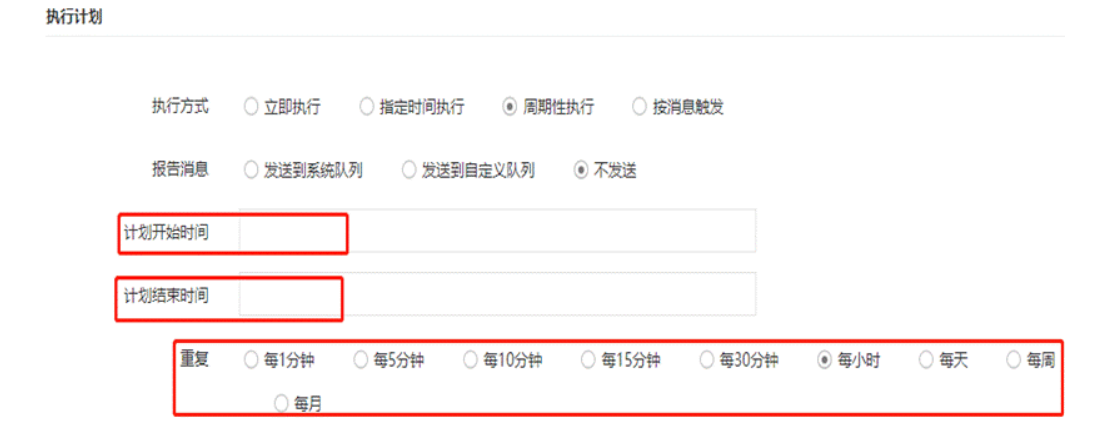 执行计划
执行方式 立即执行 指定时间执行 周期性执行 按消息触发
报告消息 发送到系统队列 发送到自定义队列 不发送
计划开始时间
计划结束时间
重复 每1分钟 每5分钟 每10分钟 每15分钟 每30分钟 每小时 每天 每周
每月